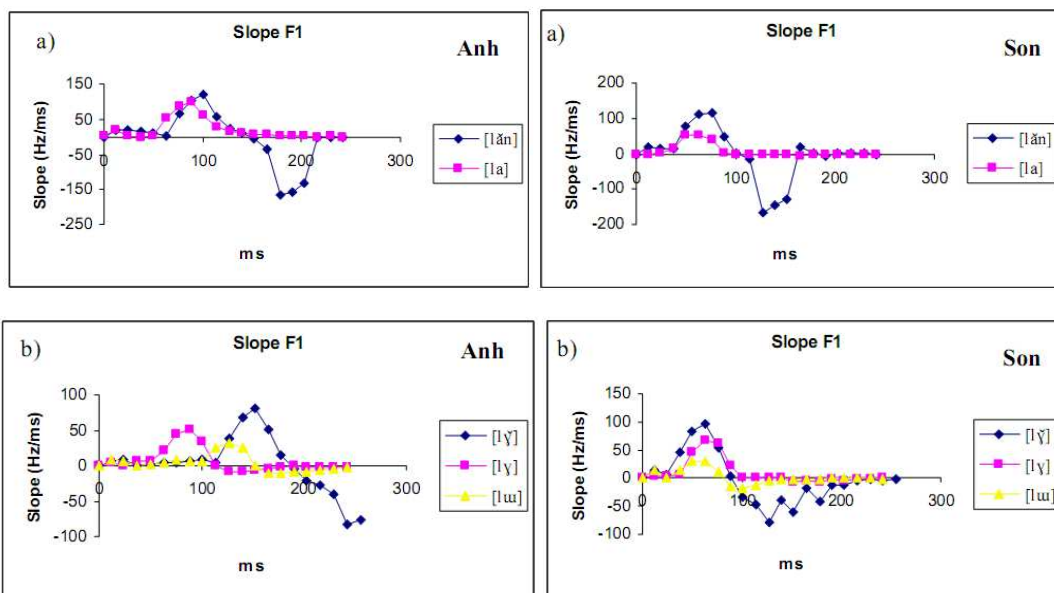 a)
Slope F1
Anh
150
50
-50
-150
-250
0
100
200
300
Slope (Hz/ms)
ms
[lăn]
[la]
a)
Slope F1
Son
200
100
0
-100
-200
0
100
200
300
Slope (Hz/ms)
ms
[lăn]
[la]
b)
Slope F1
Anh
100
50
0
-50
-100
0
100
200
300
Slope (Hz/ms)
ms
[lɤ̆]
[lɤ]
[lɯ]
b)
Slope F1
Son
150
100
50
0
-50
-100
0
100
200
300
Slope (Hz/ms)
ms
[lɤ̆]
[lɤ]
[lɯ]